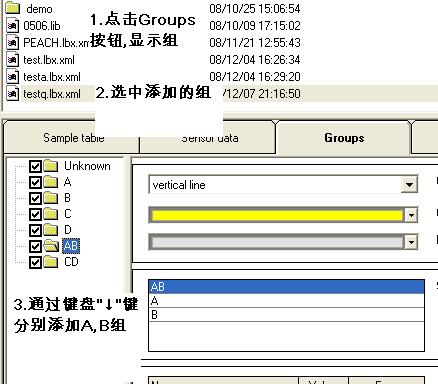 demo 08/10/25 15:06:54
0506.lib 08/10/09 17:15:02
1.点击Groups
按钮,显示组
PEACH.lbx.xml 08/11/21 12:55:43
test.lbx.xml 08/12/04 16:26:34
testa.lbx.xml 08/12/04 16:29:20
testq.lbx.xml /12/07 21:16:50
2.选中添加的组
Sample table
Sensor data
Groups
Unknown
A
B
C
D
AB
CD
vertical line
AB
A
B
3.通过键盘"↓"键
分别添加A,B组